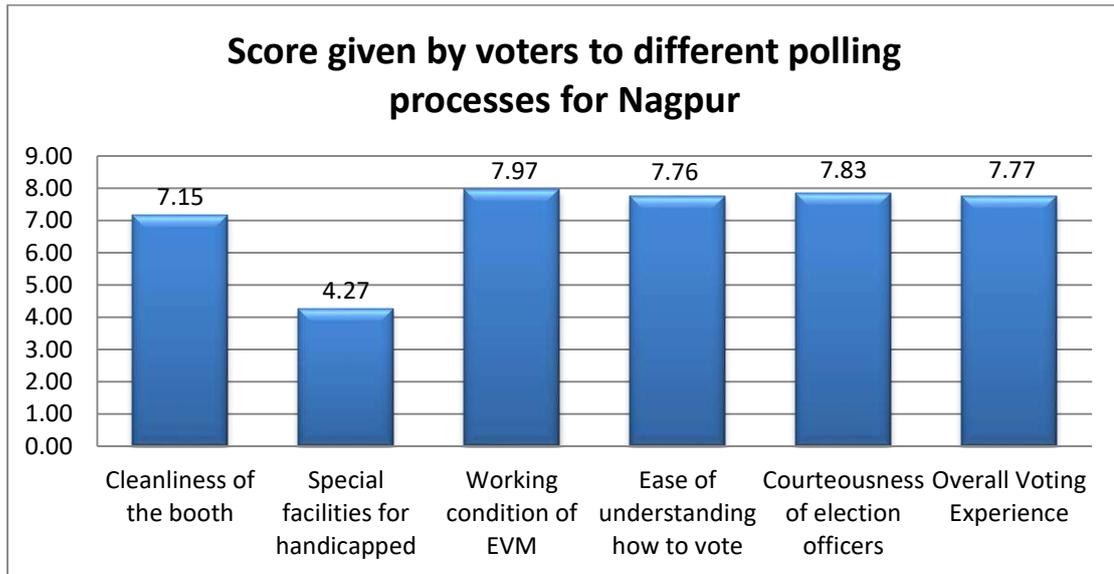 Score given by voters to different polling
processes for Nagpur
9.00
8.00
7.00
6.00
5.00
4.00
3.00
2.00
1.00
0.00
7.15
4.27
7.97
7.76
7.83
7.77
Cleanliness of
the booth
Special
facilities for
handicapped
Working
condition of
EVM
Ease of
understanding
how to vote
Courteousness
of election
officers
Overall Voting
Experience